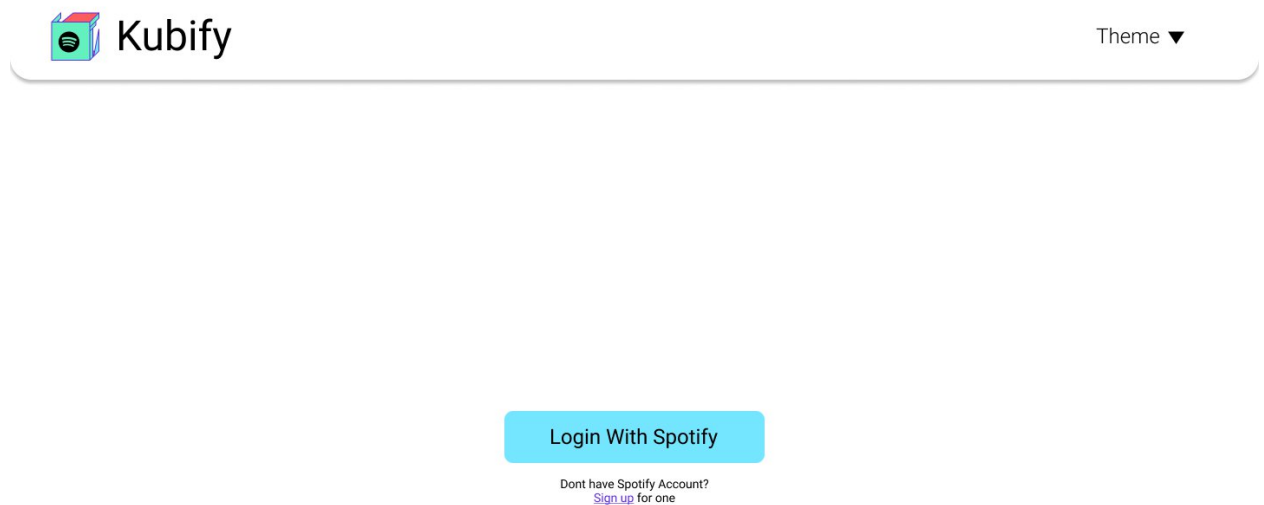 Kubify
Theme ▼
Login With Spotify
Dont have Spotify Account?
Sign up for one